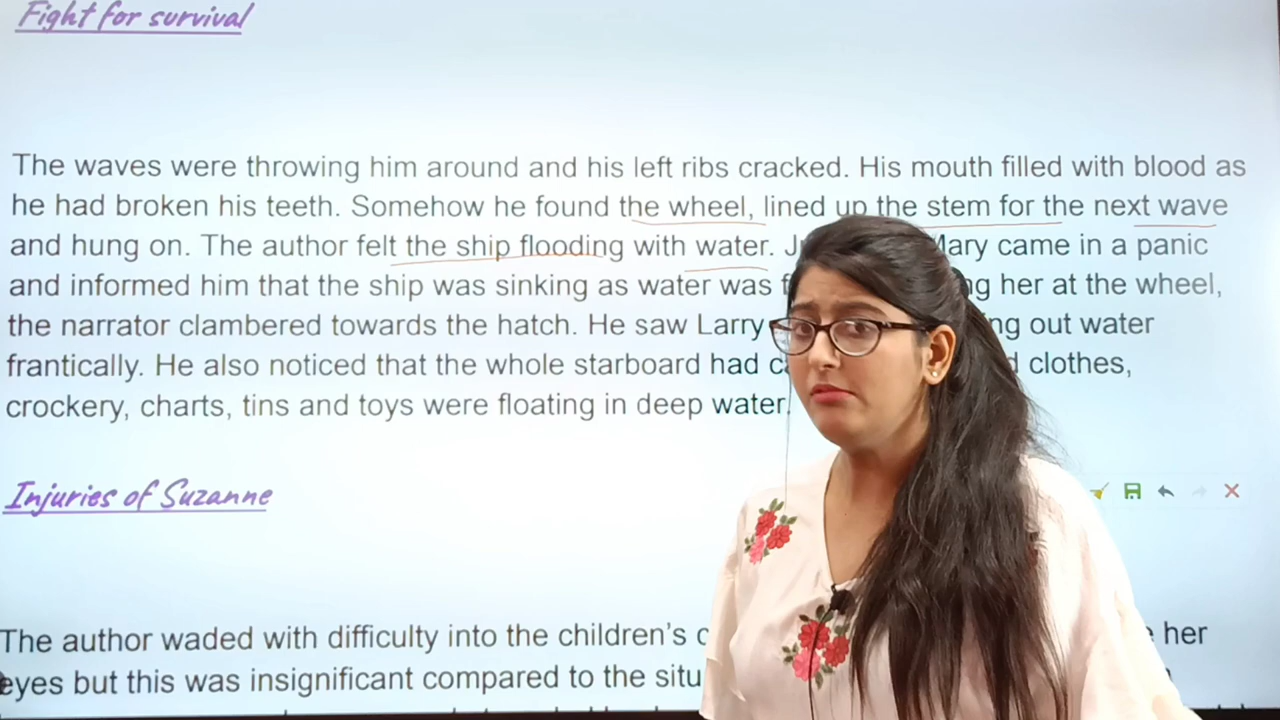 Fight for survival
The waves were throwing him around and his left ribs cracked. His mouth filled with blood as
he had broken his teeth. Somehow he found the wheel, lined up the stem for the next wave
and hung on. The author felt the ship flooding with water. Mary came in a panic
and informed him that the ship was sinking as water was her at the wheel,
the narrator clambered towards the hatch. He saw Larry out water
frantically. He also noticed that the whole starboard had clothes,
crockery, charts, tins and toys were floating in deep water.
Injuries of Suzanne
The author waded with difficulty into the children's her
eyes but this was insignificant compared to the